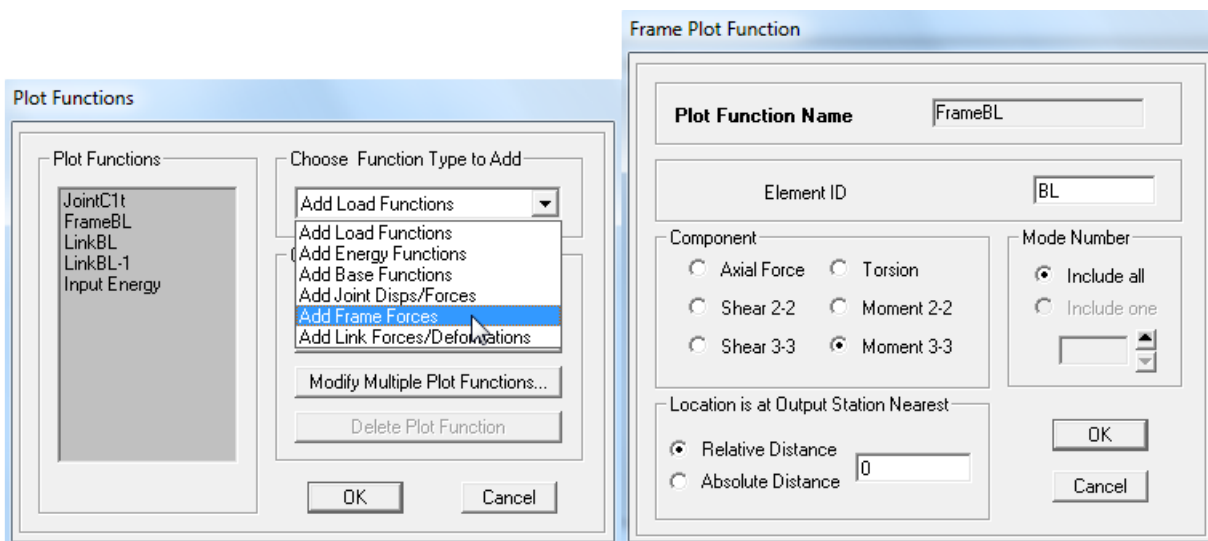 Plot Functions
Plot Functions
JointC1t
FrameBL
LinkBL
LinkBL-1
Input Energy
Choose Function Type to Add
Add Load Functions
Add Load Functions
Add Energy Functions
Add Base Functions
Add Joint Disps/Forces
Add Frame Forces
Add Link Forces/Deformations
Modify Multiple Plot Functions...
Delete Plot Function
OK
Cancel
Frame Plot Function
Plot Function Name
FrameBL
Element ID
BL
Component
Axial Force
Torsion
Shear 2-2
Moment 2-2
Shear 3-3
Moment 3-3
Mode Number
Include all
Include one
Location is at Output Station Nearest
Relative Distance
Absolute Distance
0
OK
Cancel